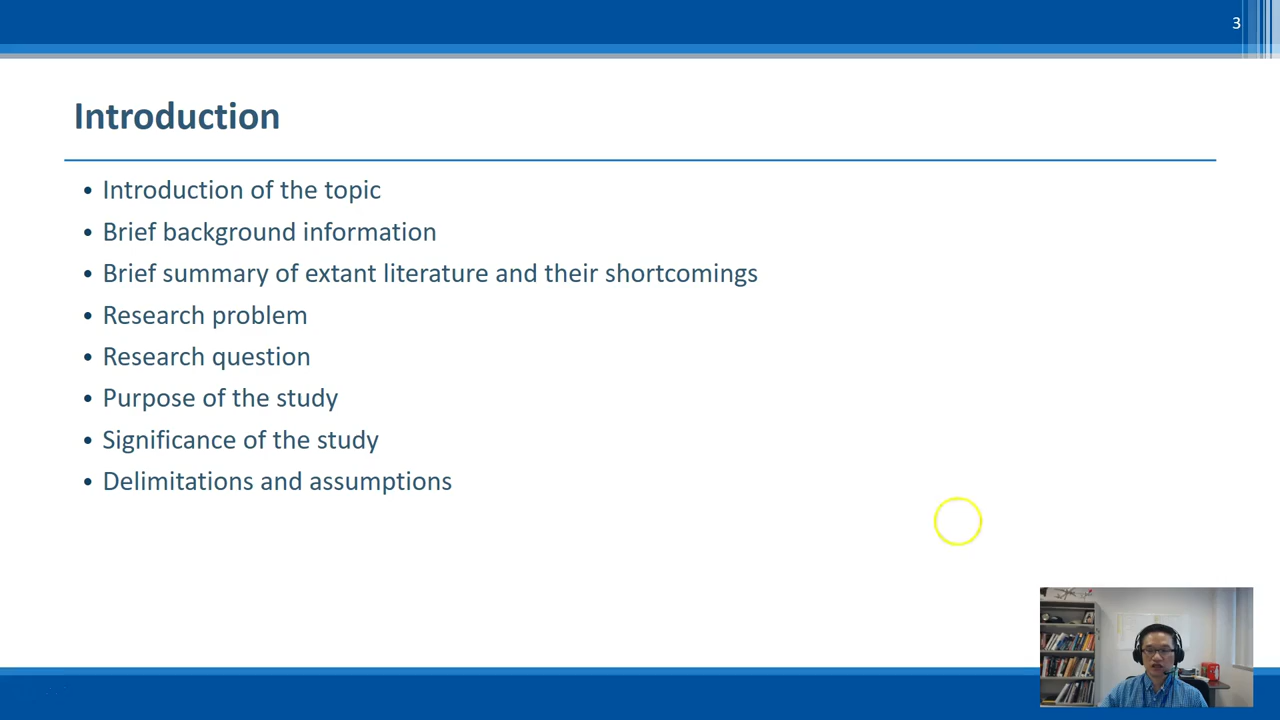 3
Introduction
• Introduction of the topic
• Brief background information
• Brief summary of extant literature and their shortcomings
• Research problem
• Research question
• Purpose of the study
• Significance of the study
• Delimitations and assumptions